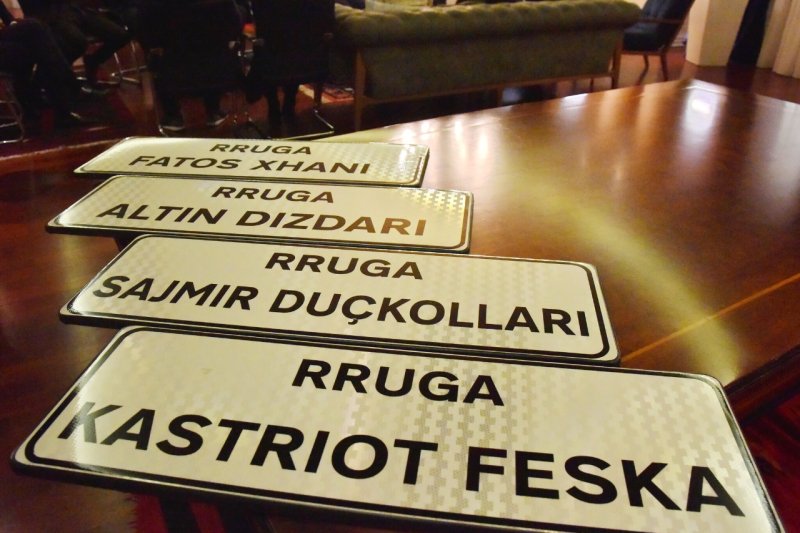 RRUGA
FATOS XHANI
RRUGA
ALTIN DIZDARI
RRUGA
SAJMIR DUÇKOLLARI
RRUGA
KASTRIOT FESKA